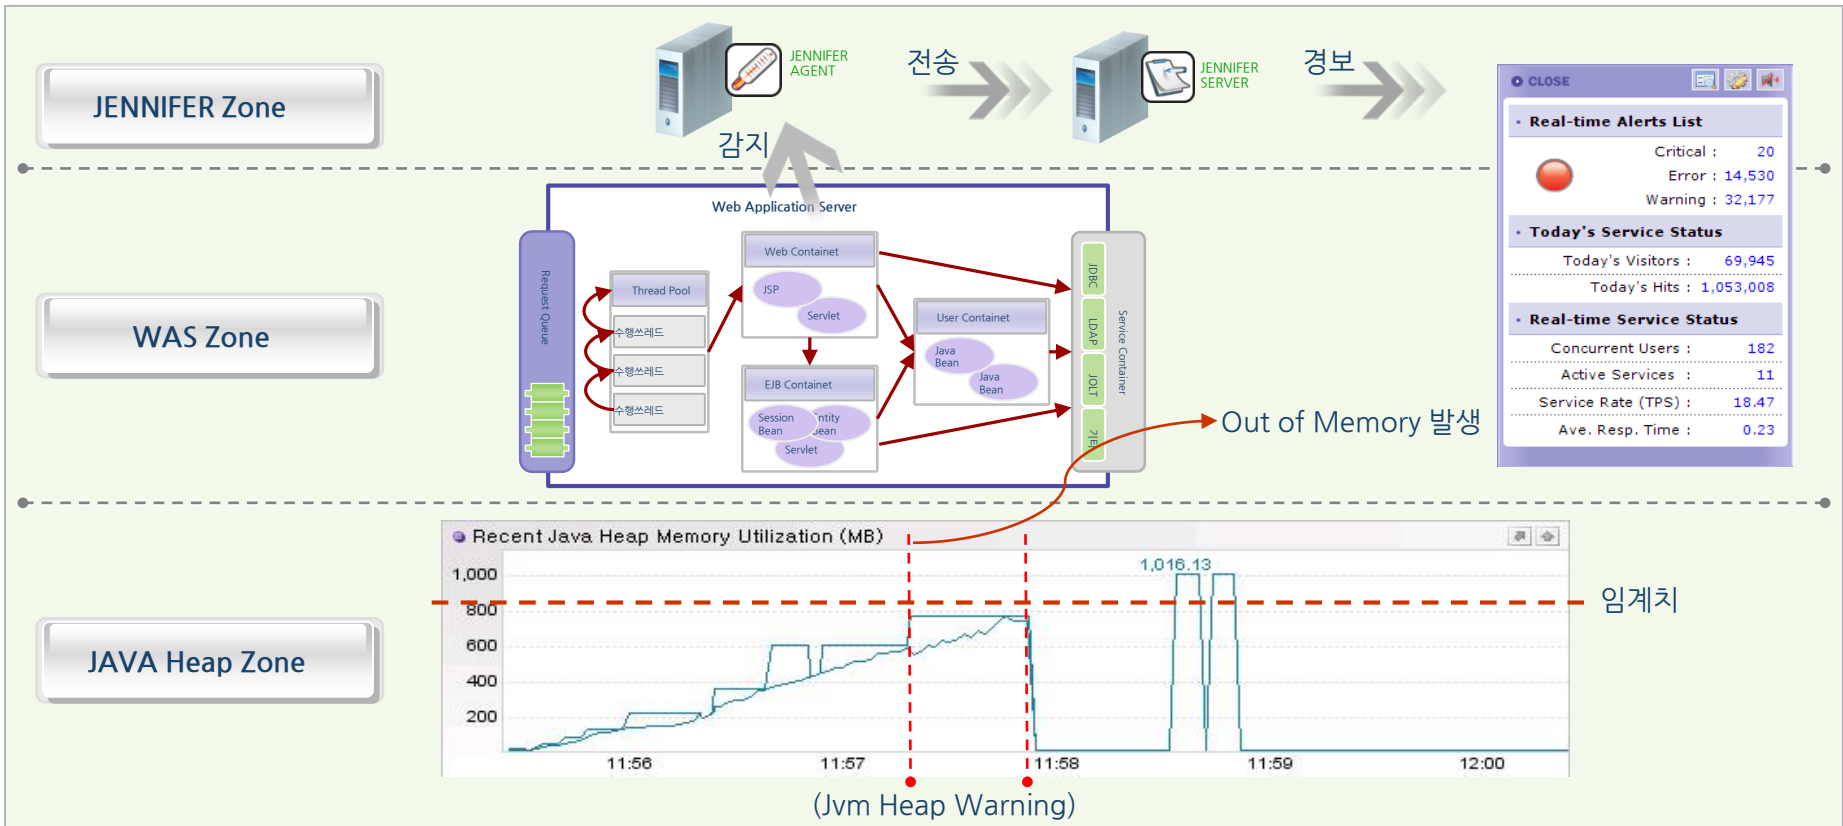 JENNIFER Zone
JENNIFER
AGENT
전송
JENNIFER
SERVER
경보
감지
CLOSE
Real-time Alerts List
Critical : 20
Error : 14,530
Warning : 32,177
Today's Service Status
Today's Visitors : 69,945
Today's Hits : 1,053,008
Real-time Service Status
Concurrent Users : 182
Active Services : 11
Service Rate (TPS) : 18.47
Ave. Resp. Time : 0.23
WAS Zone
Web Application Server
Request Queue
Thread Pool
수행쓰레드
수행쓰레드
수행쓰레드
Web Containet
JSP
Servlet
EJB Containet
Session
Bean
Servlet
User Containet
Java
Bean
Java
Bean
JDBC
LDAP
JOLT
기타
Service Container
Out of Memory 발생
JAVA Heap Zone
Recent Java Heap Memory Utilization (MB)
1,000
800
600
400
200
1,016.13
임계치
11:56
11:57
11:58
11:59
12:00
(Jvm Heap Warning)